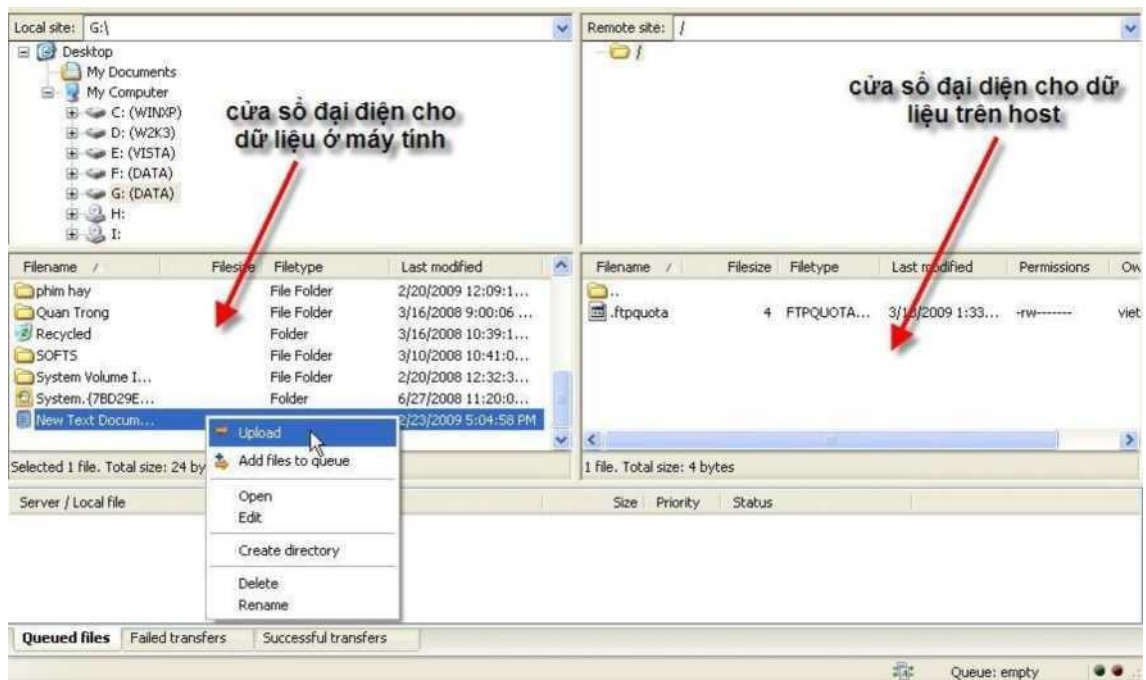 Local site: G:\
Desktop
My Documents
My Computer
C: (WINXP)
D: (W2K3)
E: (VISTA)
F: (DATA)
G: (DATA)
H:
I:
cửa sổ đại điện cho
dữ liệu ở máy tính
Remote site: /
/
cửa sổ đại diện cho dữ
liệu trên host
Filename / Filesize Filetype Last modified
phim hay File Folder 2/20/2009 12:09:1...
Quan Trong File Folder 3/16/2008 9:00:06 ...
Recycled Folder 3/16/2008 10:39:1...
SOFTS File Folder 3/10/2008 10:41:0...
System Volume I... File Folder 2/20/2008 12:32:3...
System.{7BD29E... Folder 6/27/2008 11:20:0...
New Text Docum... 2/23/2009 5:04:58 PM
Selected 1 file. Total size: 24 by
Filename / Filesize Filetype Last modified Permissions Ow
..
.ftpquota 4 FTPQUOTA... 3/13/2009 1:33... -rw------- viet
1 file. Total size: 4 bytes
Upload
Add files to queue
Open
Edit
Create directory
Delete
Rename
Server / Local file Size Priority Status
Queued files Failed transfers Successful transfers
Queue: empty